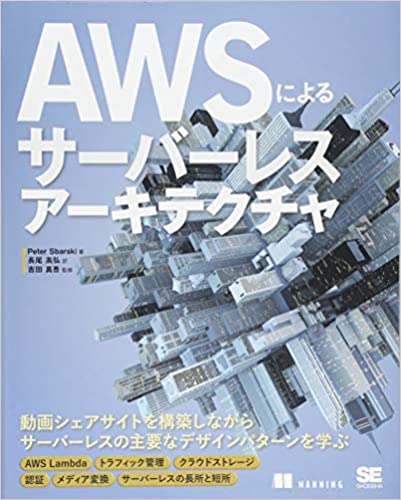 AWSによる
サーバーレス
アーキテクチャ
Peter Sbarski 著
長尾 高弘 訳
吉田 真吾 監修
動画シェアサイトを構築しながら
サーバーレスの主要なデザインパターンを学ぶ
AWS Lambda トラフィック管理 クラウドストレージ
認証 メディア変換 サーバーレスの長所と短所
MANNING
SE
SHOEISHA